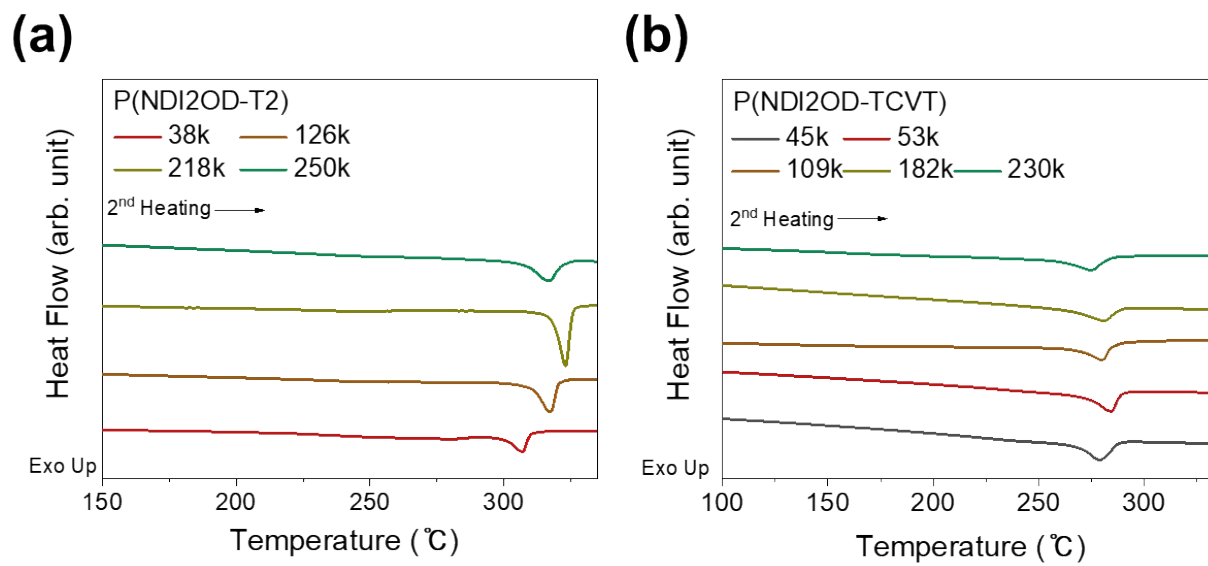 (a)
P(NDI2OD-T2)
38k 126k
218k 250k
2nd Heating
Heat Flow (arb. unit)
Exo Up
150 200 250 300
Temperature (℃)
(b)
P(NDI2OD-TCVT)
45k 53k
109k 182k 230k
2nd Heating
Heat Flow (arb. unit)
Exo Up
100 150 200 250 300
Temperature (℃)